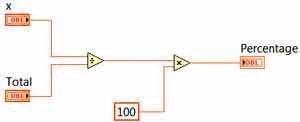 x
DBL
÷
×
Percentage
DBL
Total
DBL
100